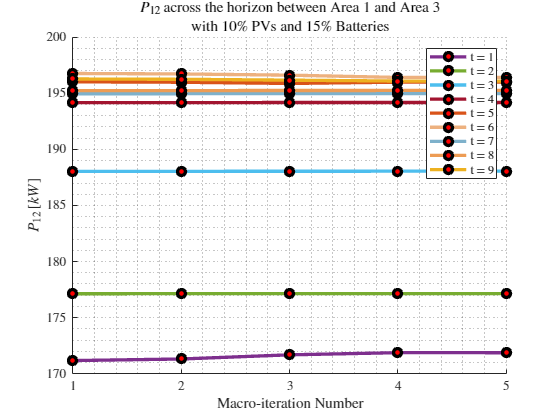 P12 across the horizon between Area 1 and Area 3
with 10% PVs and 15% Batteries
200
195
190
185
180
175
170
P12 [kW]
1
2
3
4
5
Macro-iteration Number
t = 1
t = 2
t = 3
t = 4
t = 5
t = 6
t = 7
t = 8
t = 9